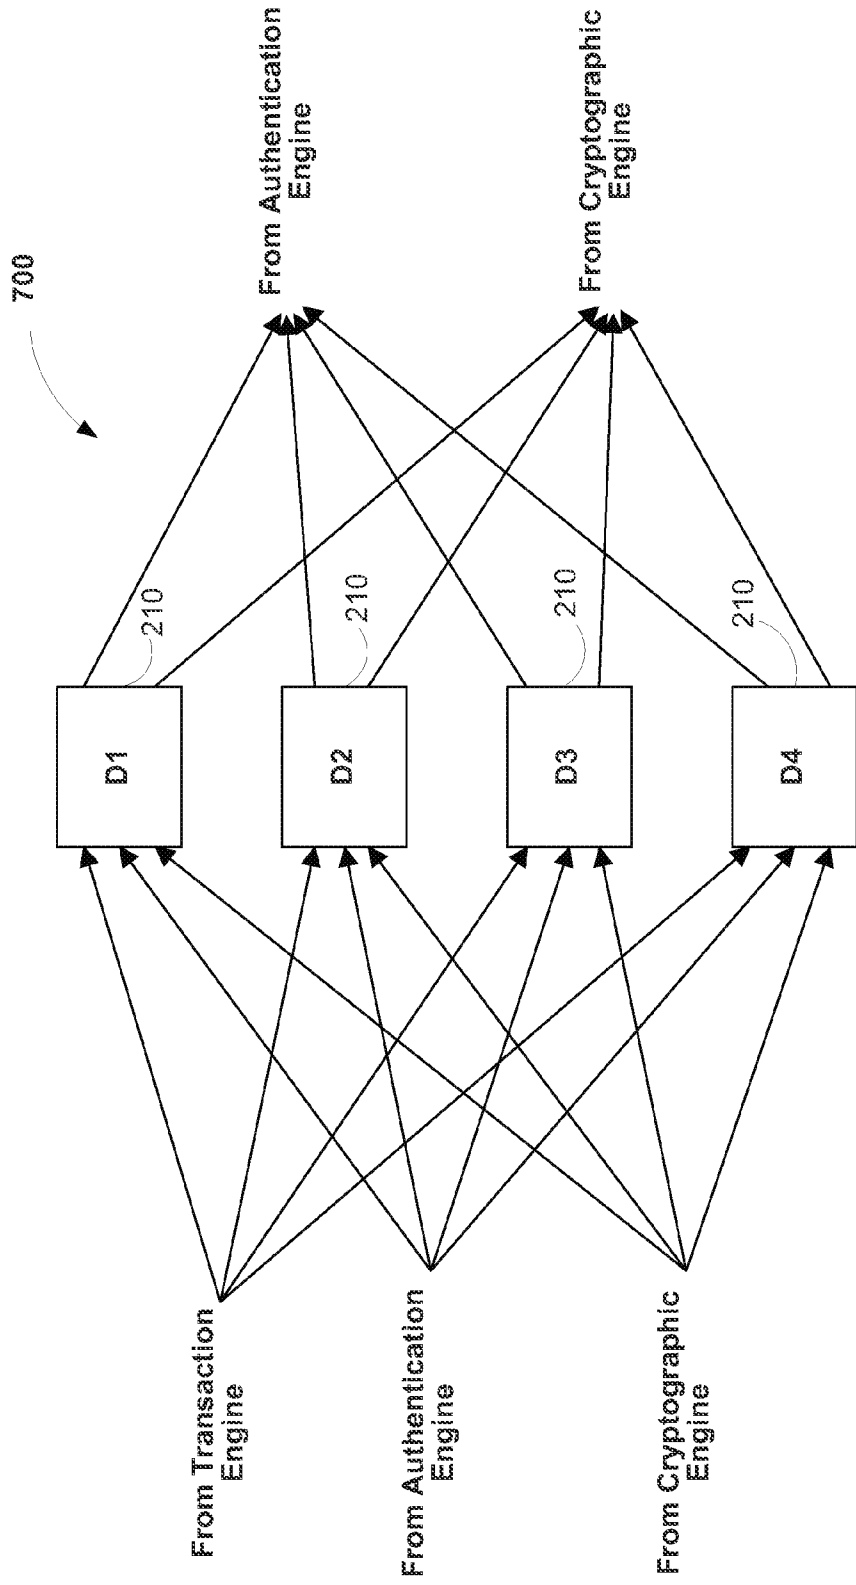 700
From Transaction
Engine
From Authentication
Engine
From Cryptographic
Engine
D1
210
D2
210
D3
210
D4
210
From Authentication
Engine
From Cryptographic
Engine